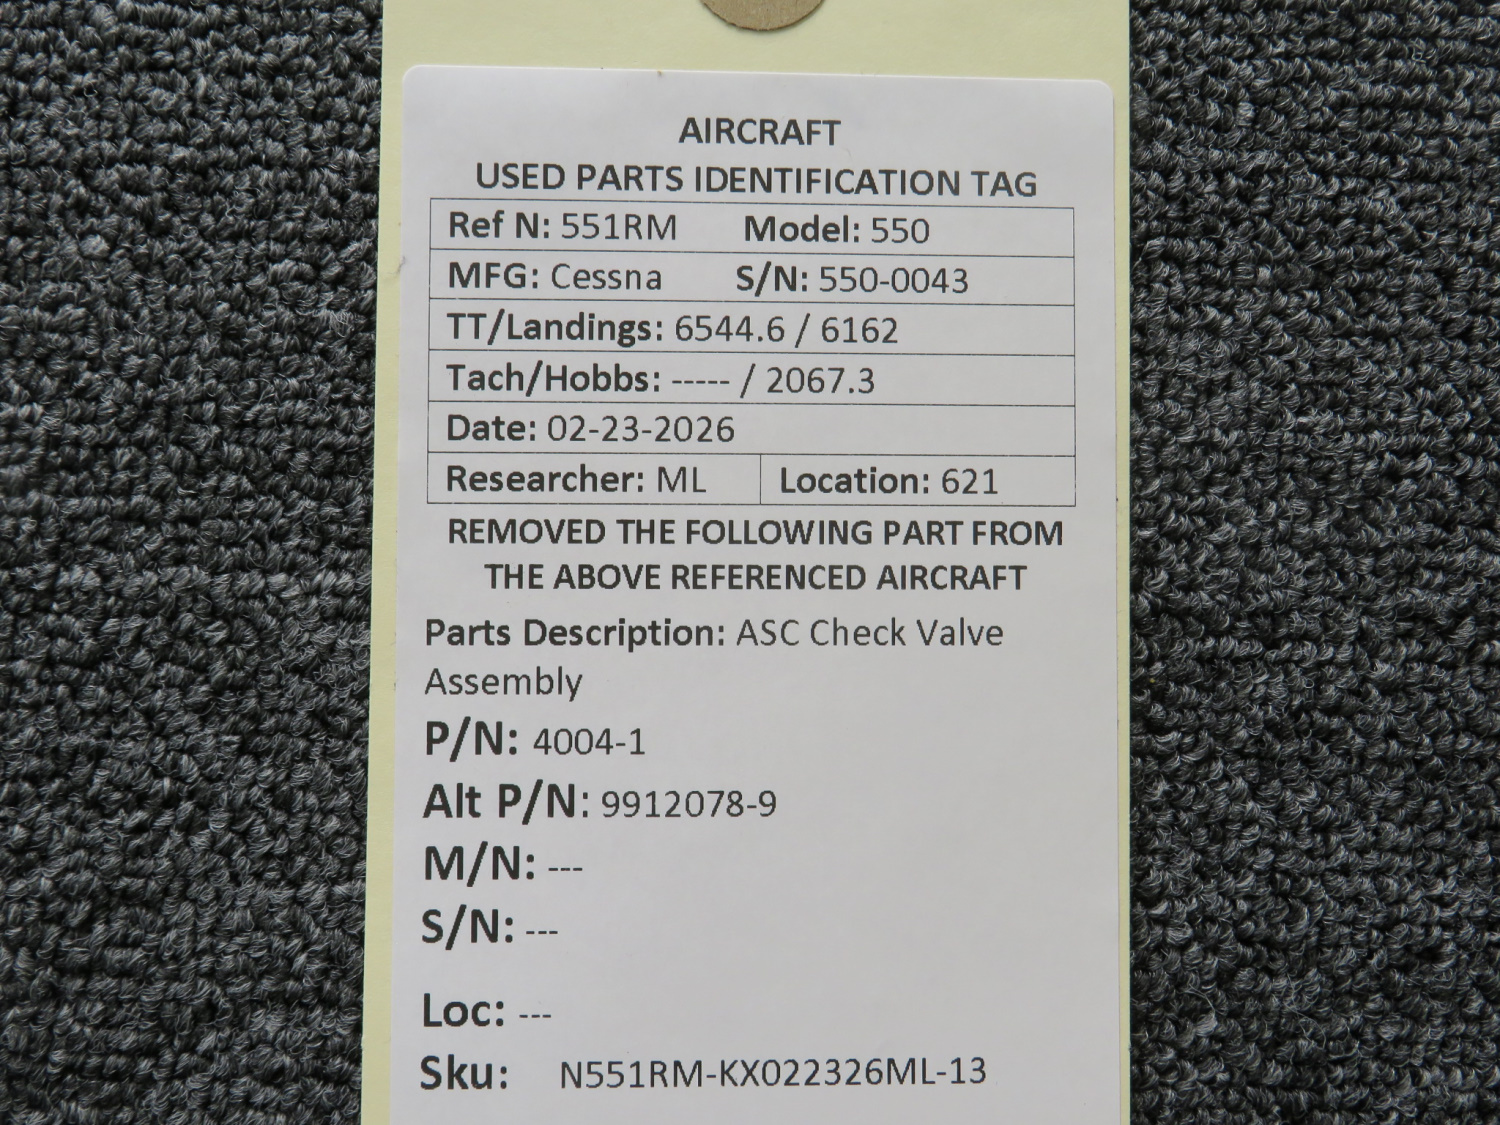 AIRCRAFT
USED PARTS IDENTIFICATION TAG
Ref N: 551RM Model: 550
MFG: Cessna S/N: 550-0043
TT/Landings: 6544.6 / 6162
Tach/Hobbs: ----- / 2067.3
Date: 02-23-2026
Researcher: ML Location: 621
REMOVED THE FOLLOWING PART FROM
THE ABOVE REFERENCED AIRCRAFT
Parts Description: ASC Check Valve
Assembly
P/N: 4004-1
Alt P/N: 9912078-9
M/N: ---
S/N: ---
Loc: ---
Sku: N551RM-KX022326ML-13